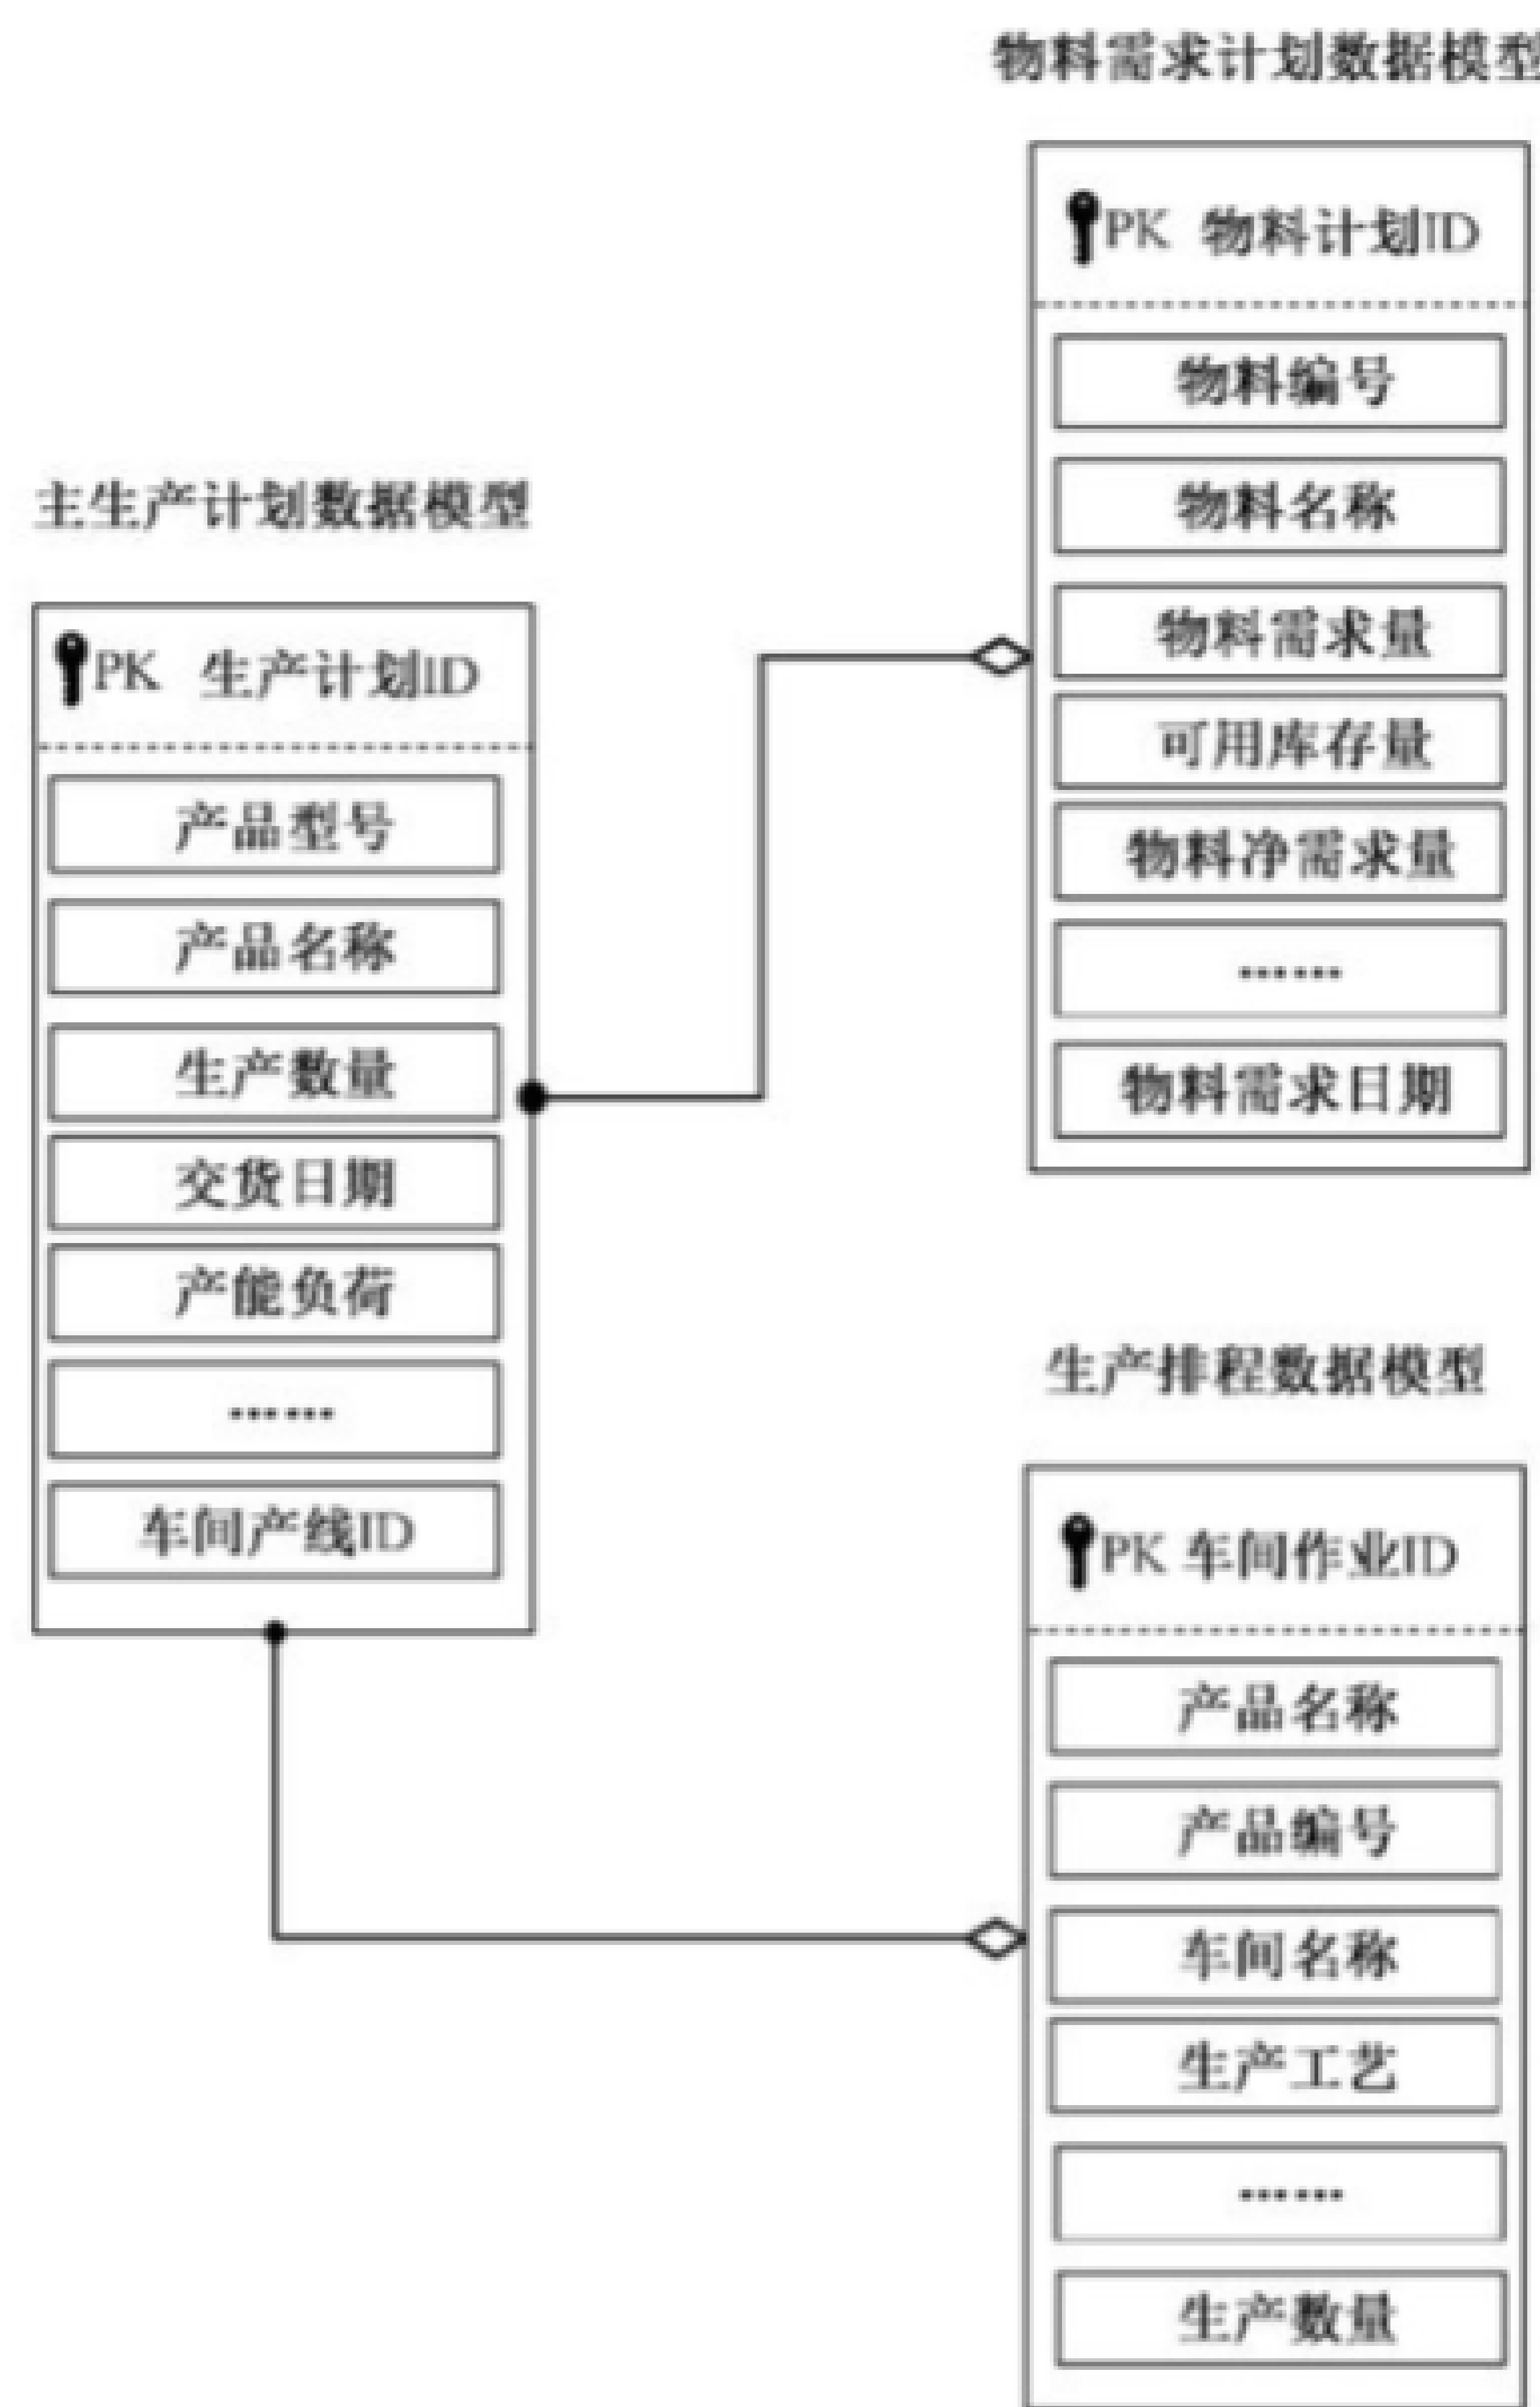 物料需求计划数据模型
PK 物料计划ID
物料编号
物料名称
物料需求量
可用库存量
物料净需求量
……
物料需求日期
主生产计划数据模型
PK 生产计划ID
产品型号
产品名称
生产数量
交货日期
产能负荷
……
车间产线ID
生产排程数据模型
PK 车间作业ID
产品名称
产品编号
车间名称
生产工艺
……
生产数量